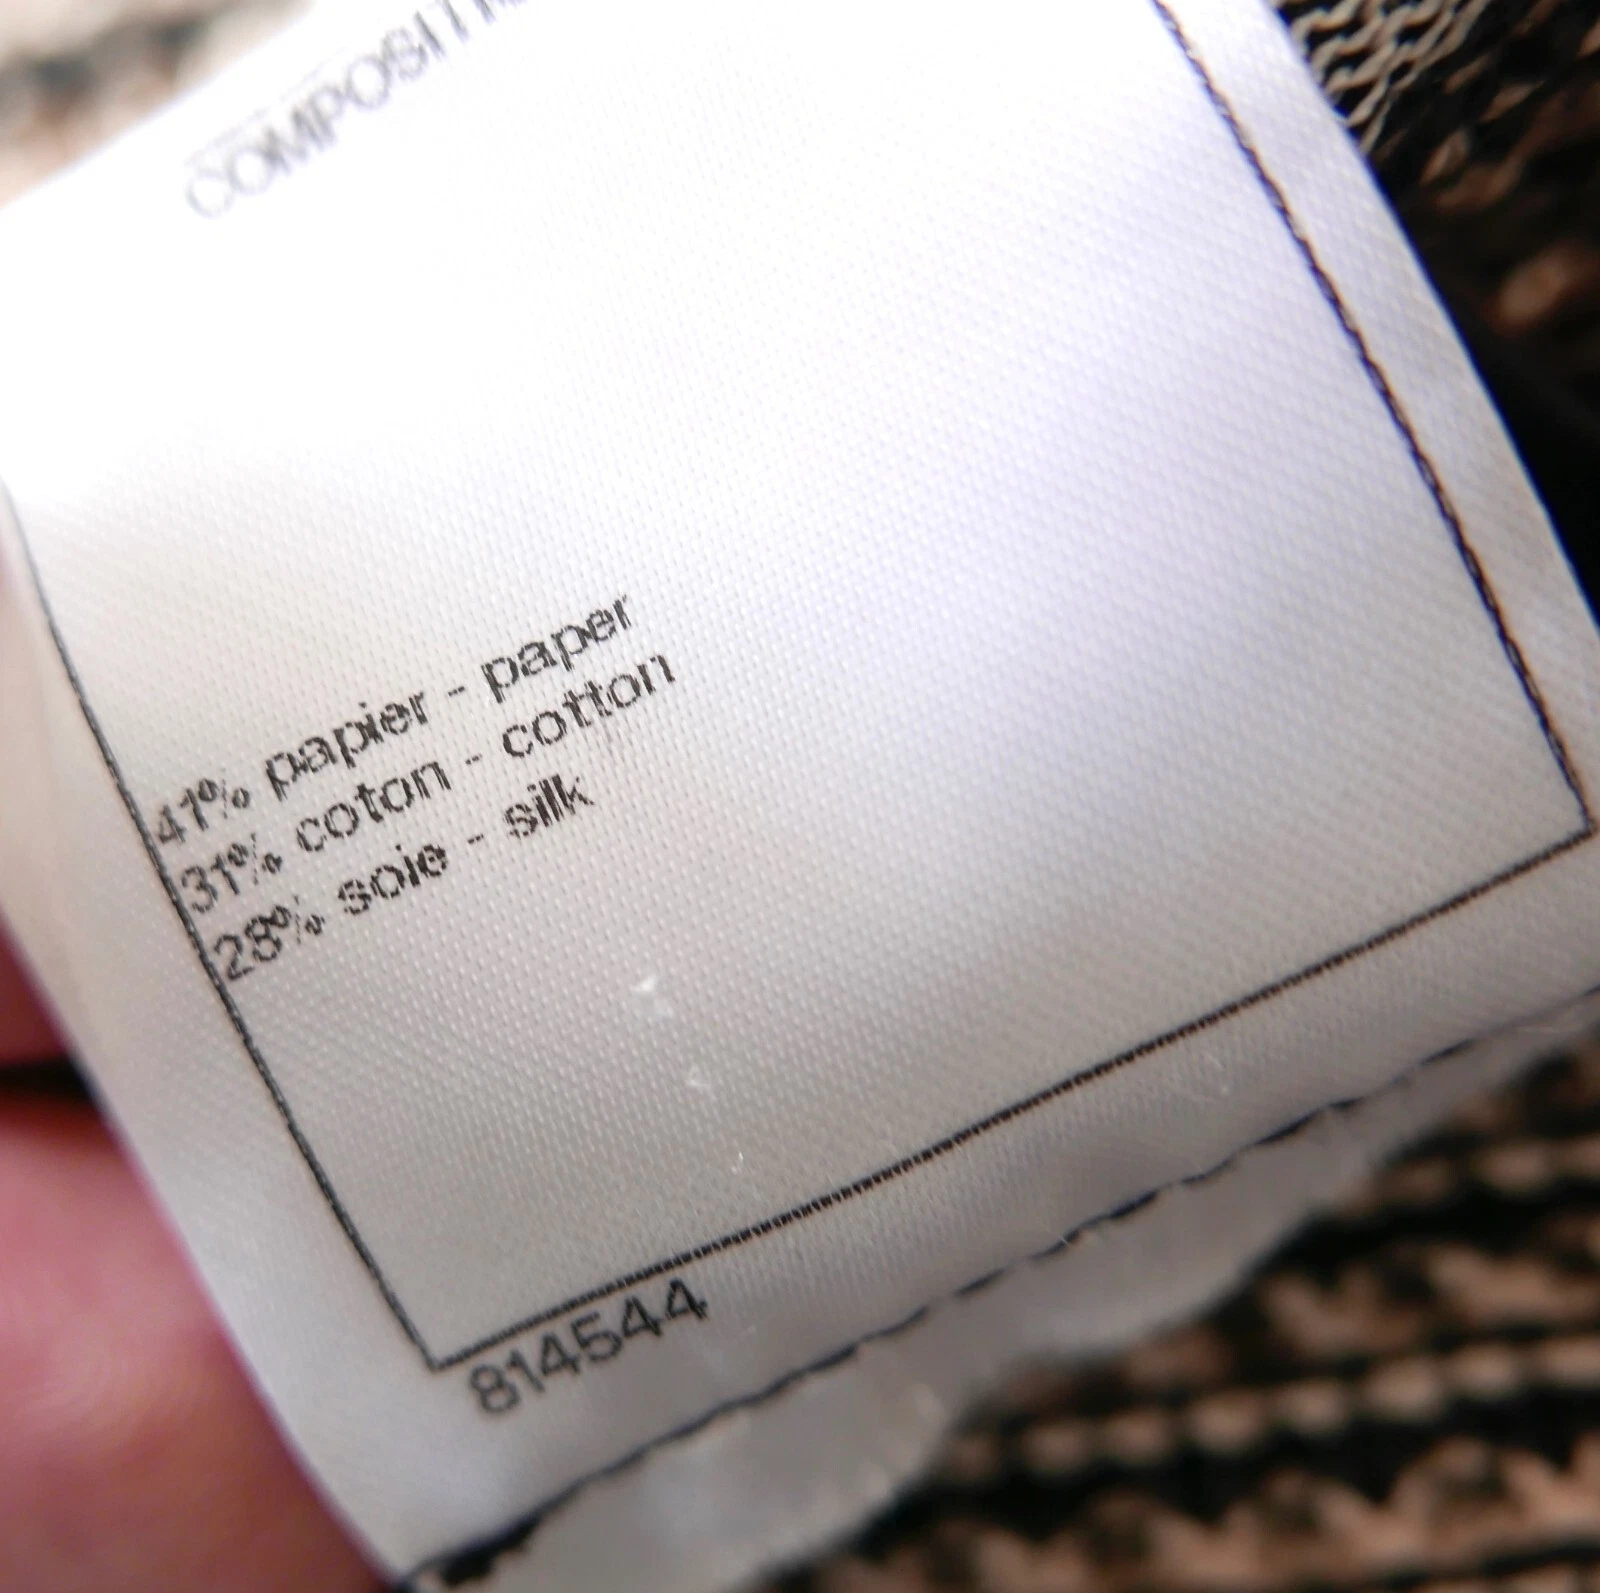 41% papier - paper
31% coton - cotton
28% soie - silk
814544